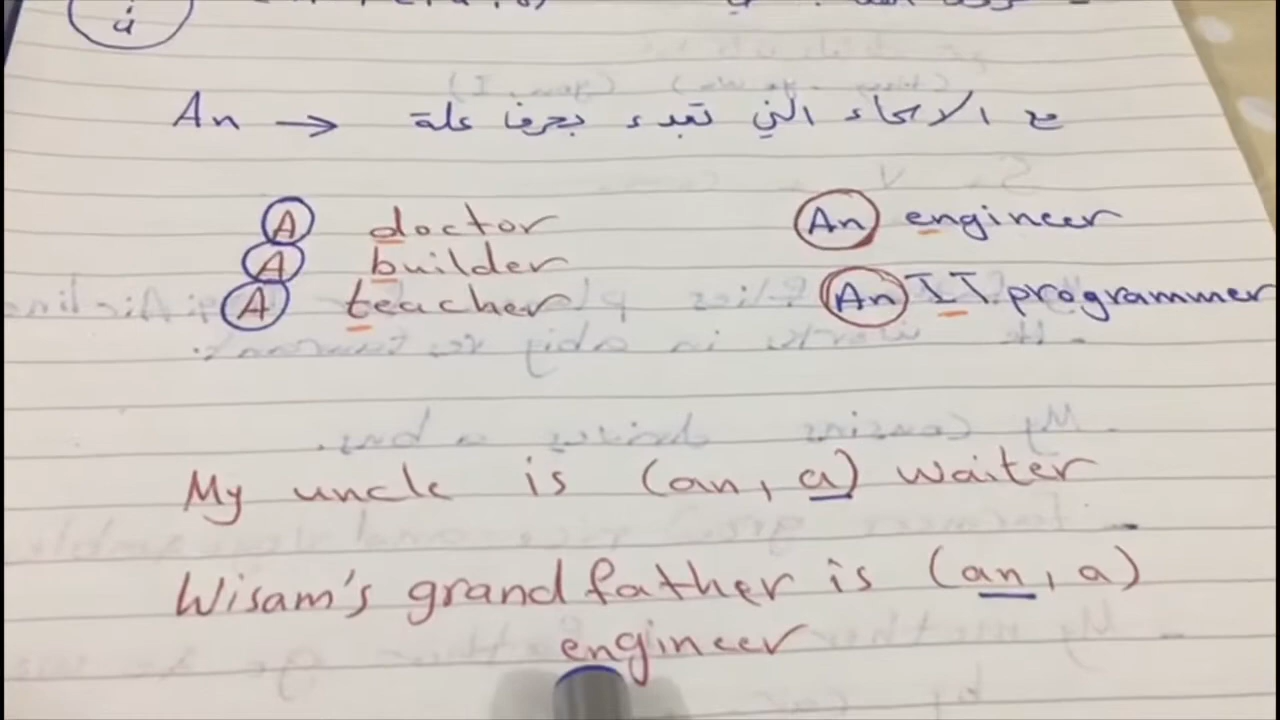 An → مع الاسماء التي تبدء بحرف علة
A doctor An engineer
A builder
A teacher An IT programmer
My uncle is (an, a) waiter
Wisam's grandfather is (an, a)
engineer